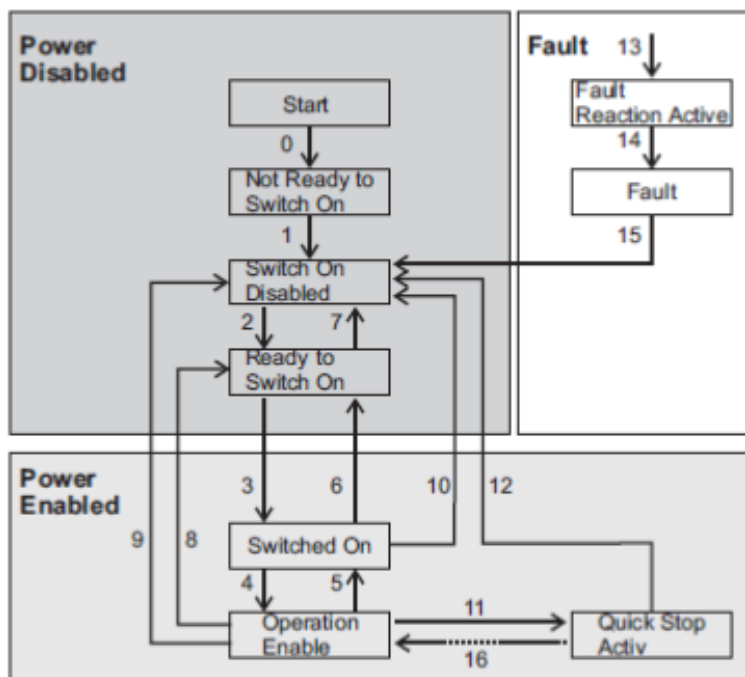 Power
Disabled
Start
0
Not Ready to
Switch On
1
Switch On
Disabled
2
7
Ready to
Switch On
Fault
13
Fault
Reaction Active
14
Fault
15
Power
Enabled
9
8
3
6
10
12
Switched On
4
5
Operation
Enable
11
16
Quick Stop
Activ